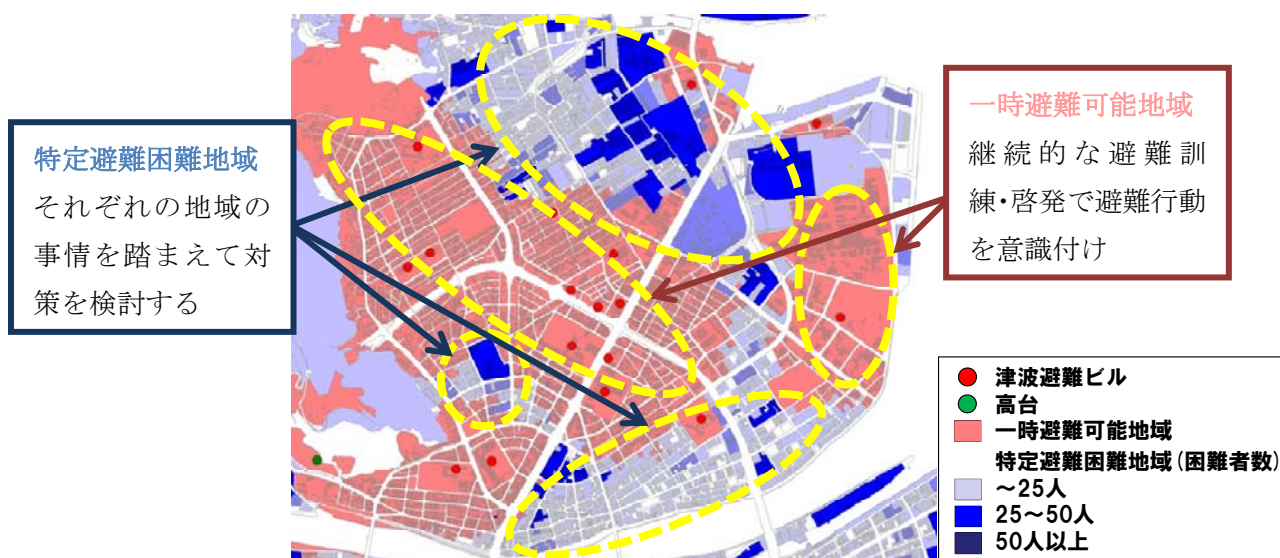 特定避難困難地域
それぞれの地域の
事情を踏まえて対
策を検討する
一時避難可能地域
継続的な避難訓
練・啓発で避難行動
を意識付け
津波避難ビル
高台
一時避難可能地域
特定避難困難地域(困難者数)
～25人
25～50人
50人以上